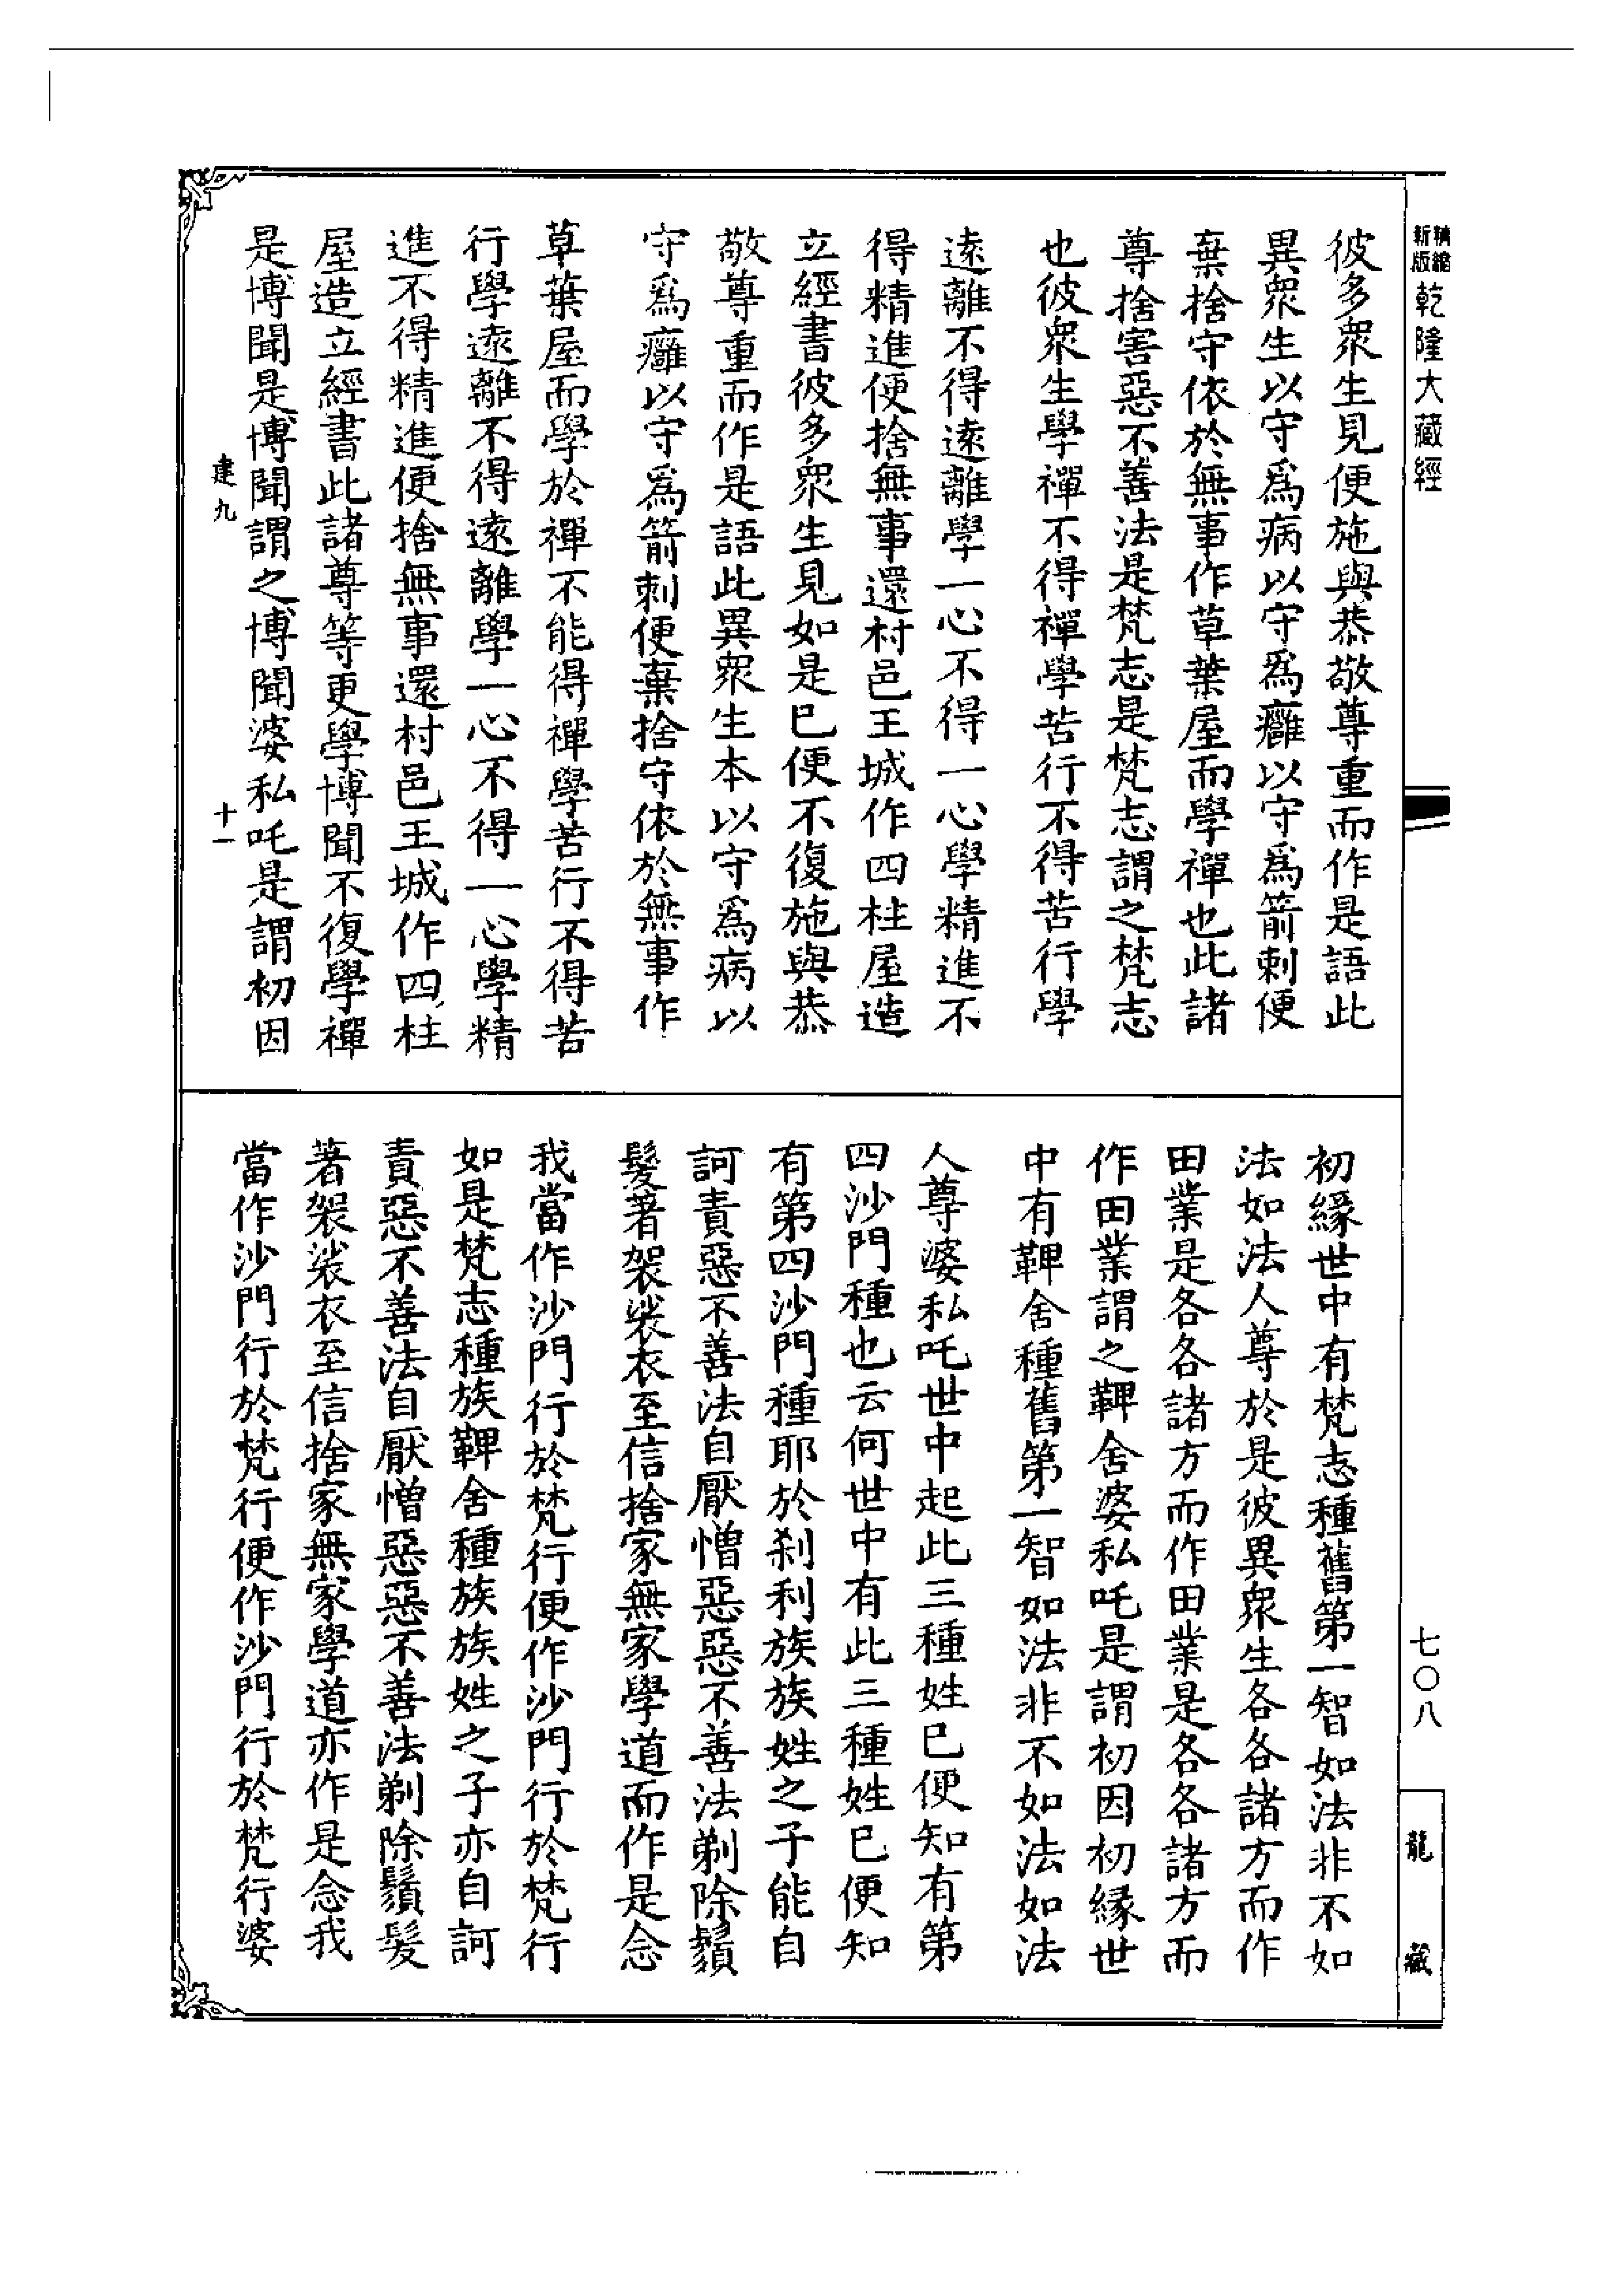 精縮
新版
乾隆大藏經
彼多眾生見便施與恭敬尊重而作是語此
異眾生以守爲病以守爲癰以守爲箭刺便
棄捨守依於無事作草葉屋而學禪也此諸
尊捨害惡不善法是梵志是梵志謂之梵志
也彼眾生學禪不得禪學苦行不得苦行學
遠離不得遠離學一心不得一心學精進不
得精進便捨無事還村邑王城作四柱屋造
立經書彼多眾生見如是已便不復施與恭
敬尊重而作是語此異眾生本以守爲病以
守爲癰以守爲箭刺便棄捨守依於無事作
草葉屋而學於禪不能得禪學苦行不得苦
行學遠離不得遠離學一心不得一心學精
進不得精進便捨無事還村邑王城作四柱
屋造立經書此諸尊等更學博聞不復學禪
是博聞是博聞謂之博聞婆私吒是謂初因
建九
十一
初緣世中有梵志種舊第一智如法非不如
法如法人尊於是彼異眾生各各諸方而作
田業是各各諸方而作田業是各各諸方而
作田業謂之鞞舍婆私吒是謂初因初緣世
中有鞞舍種舊第一智如法非不如法如法
人尊婆私吒世中起此三種姓已便知有第
四沙門種也云何世中有此三種姓已便知
有第四沙門種耶於剎利族族姓之子能自
訶責惡不善法自厭憎惡惡不善法剃除鬚
髮著袈裟衣至信捨家無家學道而作是念
我當作沙門行於梵行便作沙門行於梵行
如是梵志種族鞞舍種族族姓之子亦自訶
責惡不善法自厭憎惡惡不善法剃除鬚髮
著袈裟衣至信捨家無家學道亦作是念我
當作沙門行於梵行便作沙門行於梵行婆
七〇八
龍藏